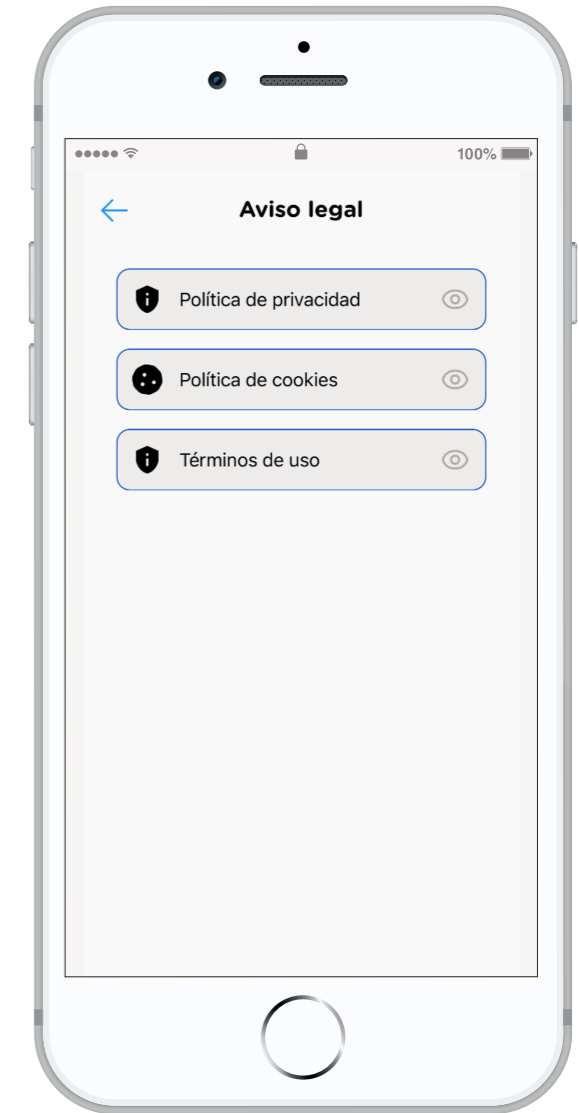 100%
Aviso legal
Política de privacidad
Política de cookies
Términos de uso